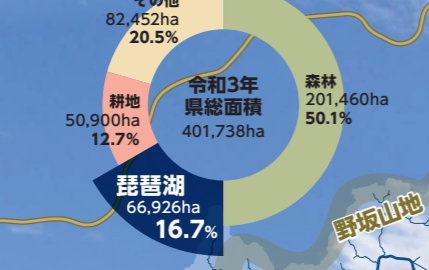 その他
82,452ha
20.5%
令和3年
県総面積
401,738ha
森林
201,460ha
50.1%
耕地
50,900ha
12.7%
琵琶湖
66,926ha
16.7%
野坂山地